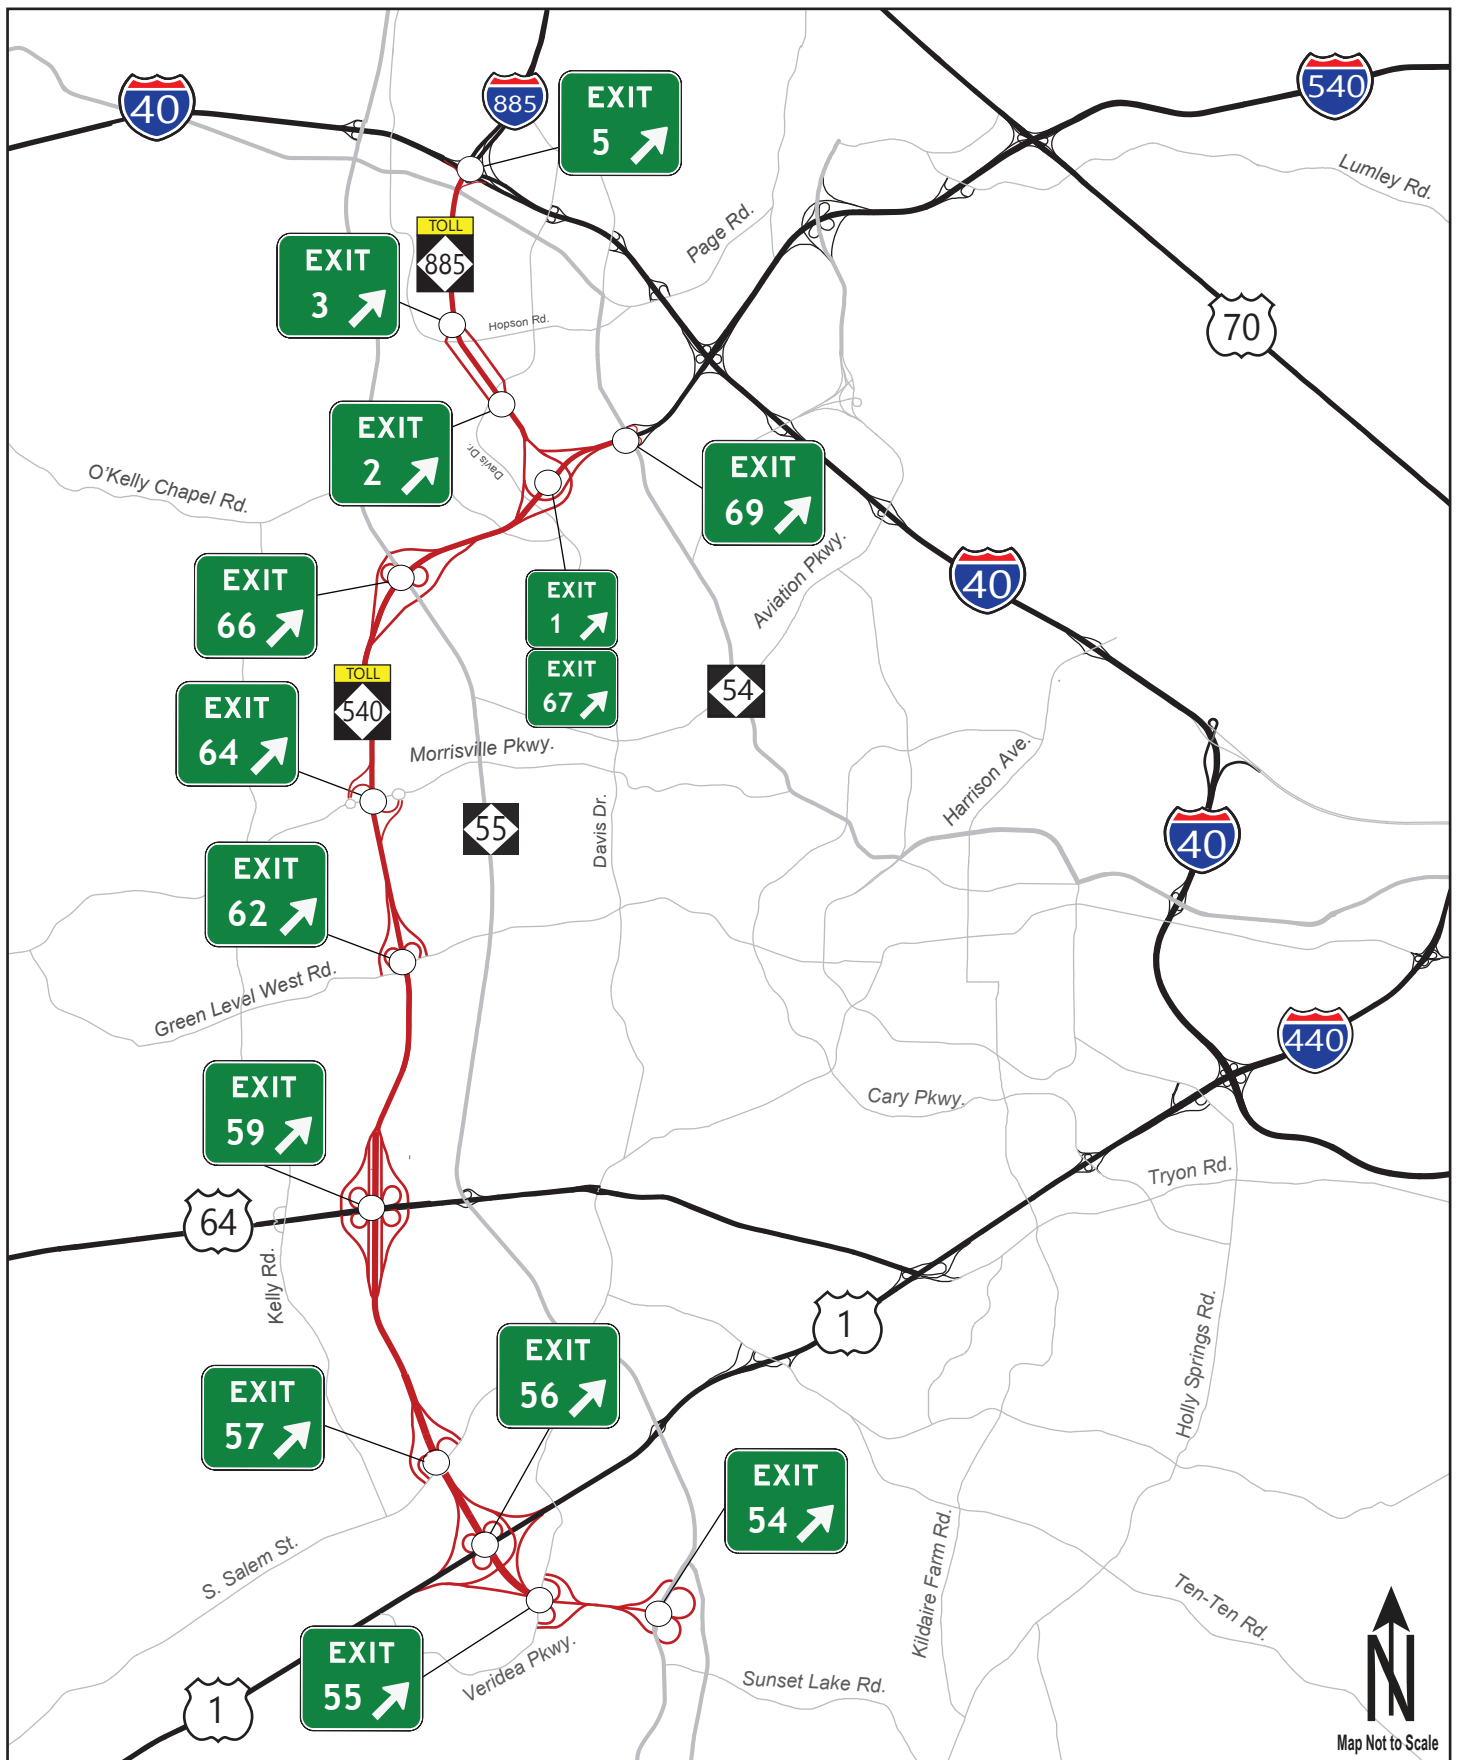 40
885
EXIT
5
540
Lumley Rd.
Page Rd.
TOLL
885
EXIT
3
Hopson Rd.
70
EXIT
2
Davis Dr.
O'Kelly Chapel Rd.
EXIT
69
Aviation Pkwy.
40
EXIT
66
EXIT
1
EXIT
67
TOLL
540
54
EXIT
64
Morrisville Pkwy.
Harrison Ave.
55
Davis Dr.
40
EXIT
62
Green Level West Rd.
440
EXIT
59
Cary Pkwy.
Tryon Rd.
64
Kelly Rd.
1
Holly Springs Rd.
EXIT
56
EXIT
57
EXIT
54
S. Salem St.
Kildaire Farm Rd.
Ten-Ten Rd.
EXIT
55
Veridea Pkwy.
Sunset Lake Rd.
1
N
Map Not to Scale